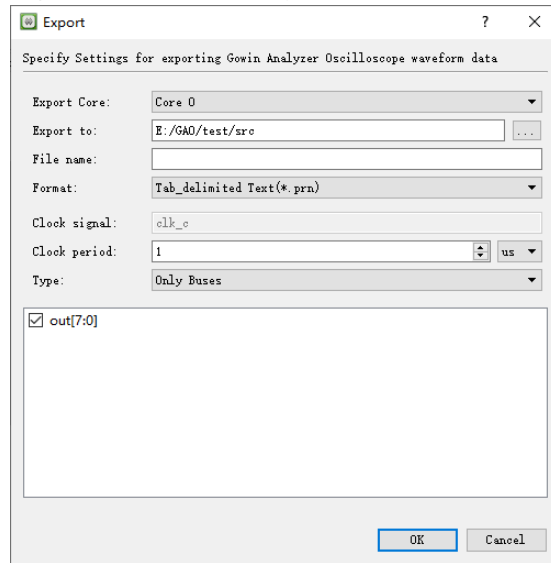 Export
Specify Settings for exporting Gowin Analyzer Oscilloscope waveform data
Export Core: Core 0
Export to: E:/GAO/test/src ...
File name:
Format: Tab_delimited Text(*.prn)
Clock signal: clk_c
Clock period: 1 us
Type: Only Buses
out[7:0]
OK Cancel